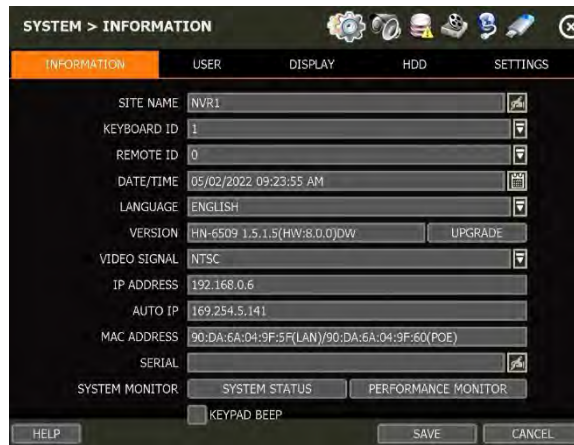 SYSTEM > INFORMATION
INFORMATION USER DISPLAY HDD SETTINGS
SITE NAME NVR1
KEYBOARD ID 1
REMOTE ID 0
DATE/TIME 05/02/2022 09:23:55 AM
LANGUAGE ENGLISH
VERSION HN-6509 1.5.1.5(HW:8.0.0)DW UPGRADE
VIDEO SIGNAL NTSC
IP ADDRESS 192.168.0.6
AUTO IP 169.254.5.141
MAC ADDRESS 90:DA:6A:04:9F:5F(LAN)/90:DA:6A:04:9F:60(POE)
SERIAL
SYSTEM MONITOR SYSTEM STATUS PERFORMANCE MONITOR
KEYPAD BEEP
HELP SAVE CANCEL